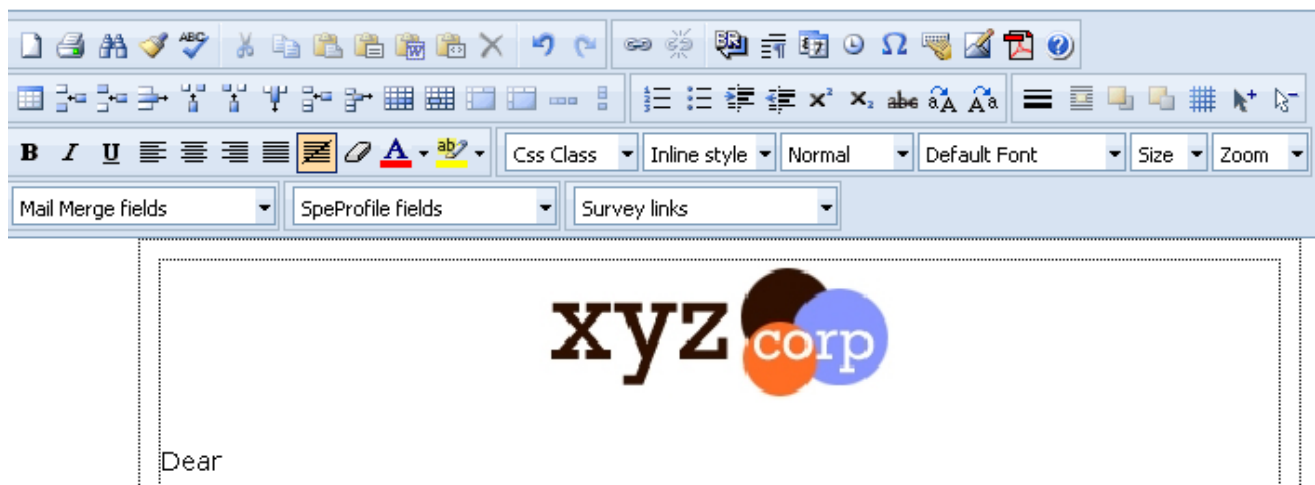 ABC
B I U A ab Css Class Inline style Normal Default Font Size Zoom
Mail Merge fields SpeProfile fields Survey links
xyz corp
Dear